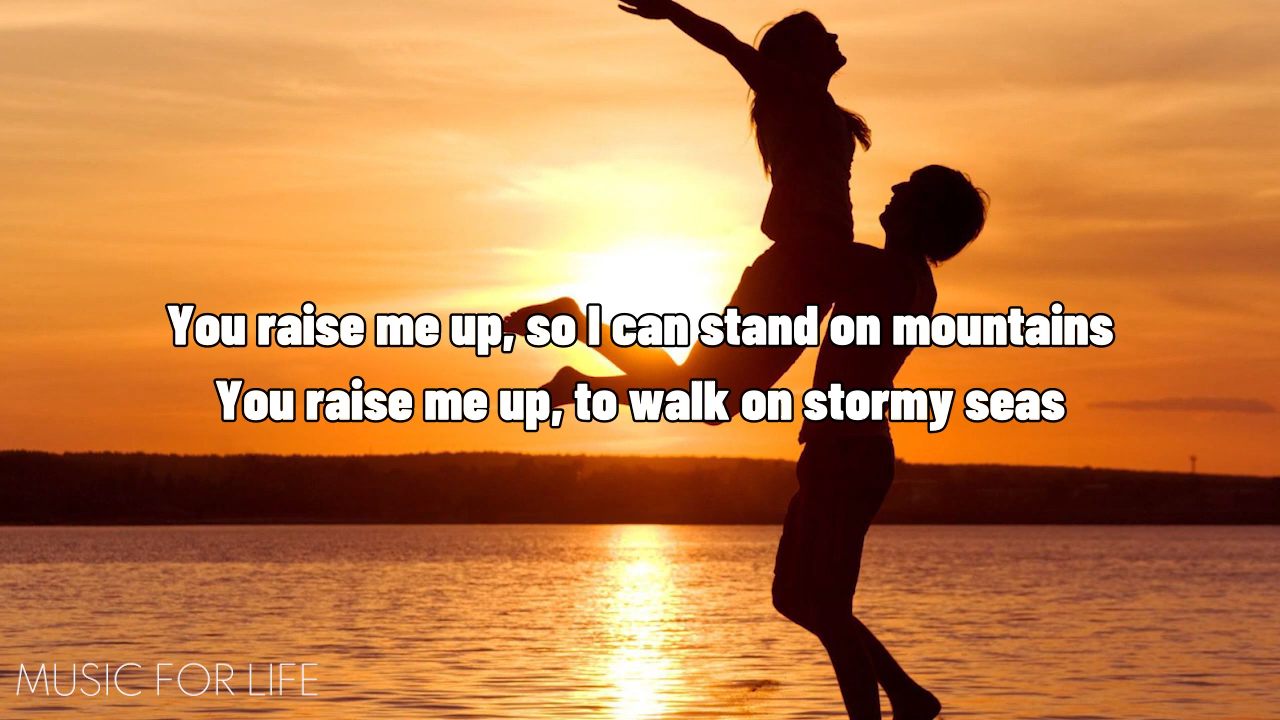 You raise me up, so I can stand on mountains
You raise me up, to walk on stormy seas
MUSIC FOR LIFE